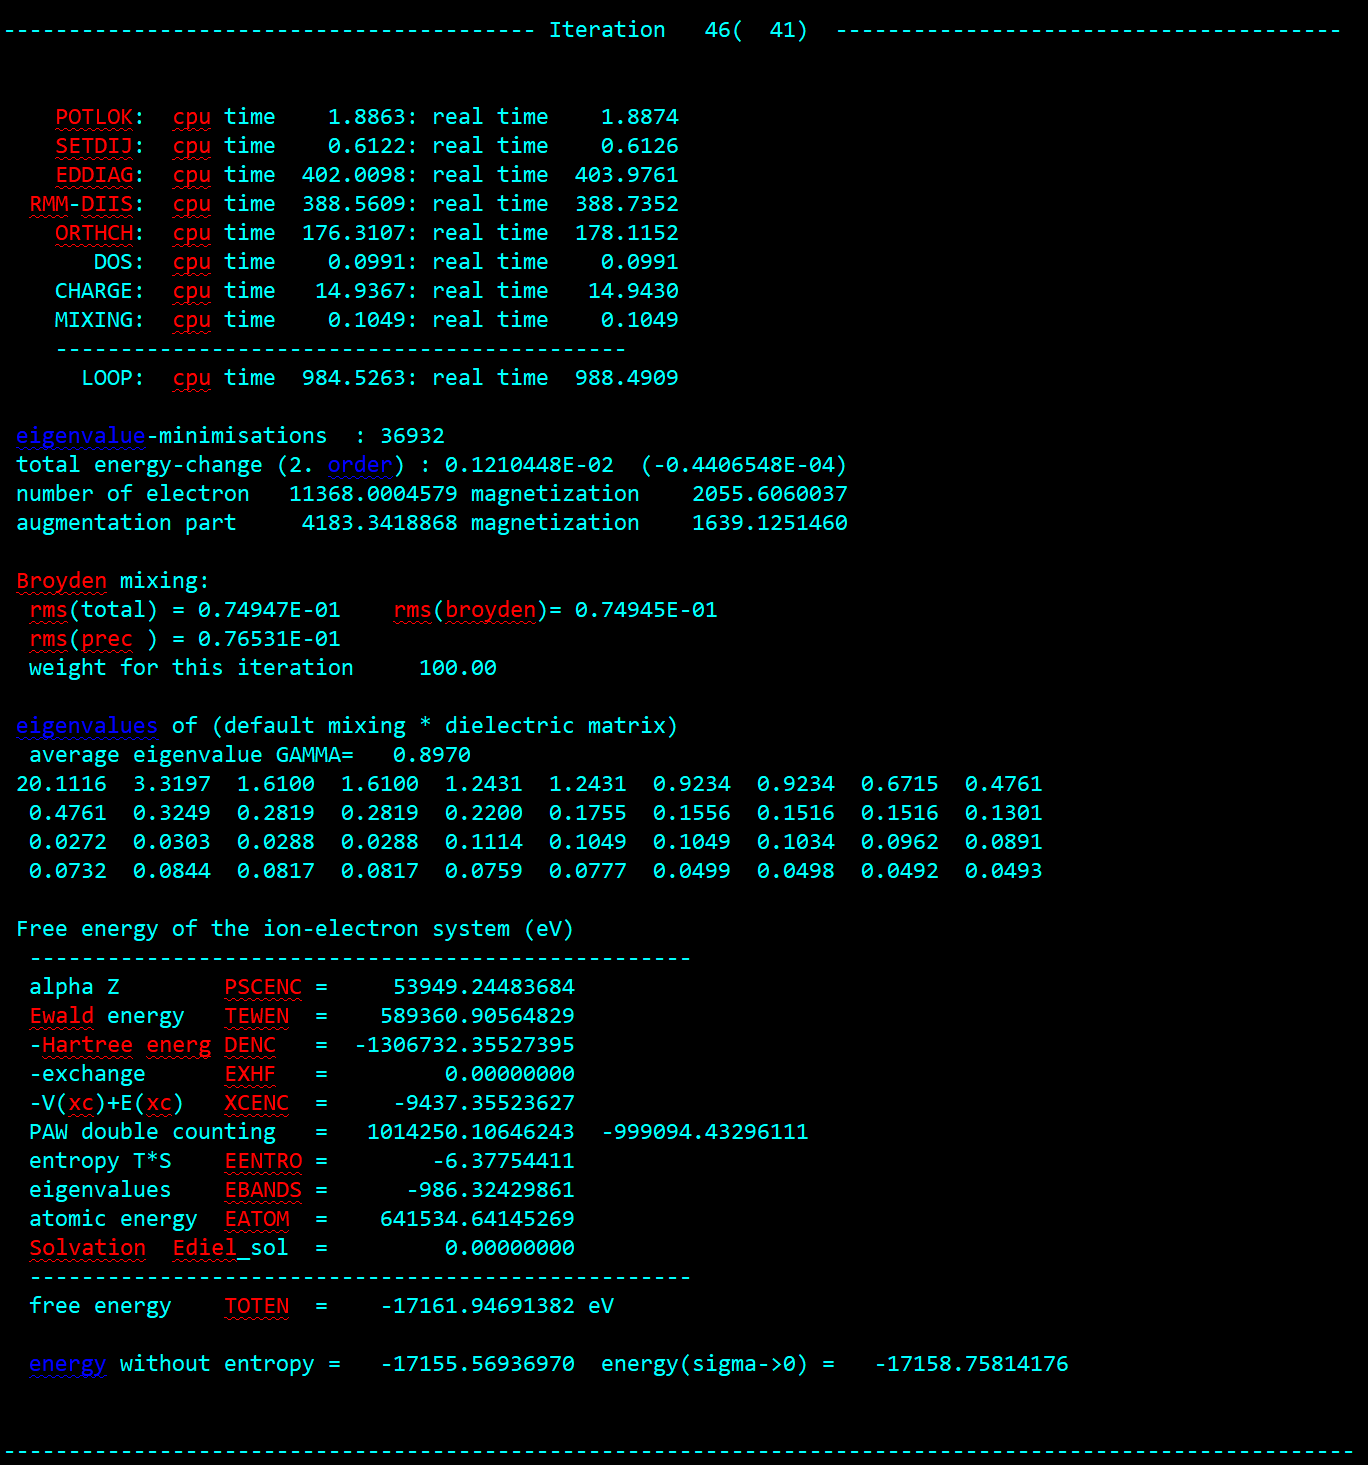 ----------------------------------------- Iteration   46(  41)  ---------------------------------------
POTLOK:  cpu time    1.8863: real time    1.8874
SETDIJ:  cpu time    0.6122: real time    0.6126
EDDIAG:  cpu time  402.0098: real time  403.9761
RMM-DIIS:  cpu time  388.5609: real time  388.7352
ORTHCH:  cpu time  176.3107: real time  178.1152
DOS:  cpu time    0.0991: real time    0.0991
CHARGE:  cpu time   14.9367: real time   14.9430
MIXING:  cpu time    0.1049: real time    0.1049
--------------------------------------------
LOOP:  cpu time  984.5263: real time  988.4909
eigenvalue-minimisations  : 36932
total energy-change (2. order) : 0.1210448E-02  (-0.4406548E-04)
number of electron   11368.0004579 magnetization    2055.6060037
augmentation part     4183.3418868 magnetization    1639.1251460
Broyden mixing:
rms(total) = 0.74947E-01    rms(broyden)= 0.74945E-01
rms(prec ) = 0.76531E-01
weight for this iteration     100.00
eigenvalues of (default mixing * dielectric matrix)
average eigenvalue GAMMA=   0.8970
20.1116  3.3197  1.6100  1.6100  1.2431  1.2431  0.9234  0.9234  0.6715  0.4761
0.4761  0.3249  0.2819  0.2819  0.2200  0.1755  0.1556  0.1516  0.1516  0.1301
0.0272  0.0303  0.0288  0.0288  0.1114  0.1049  0.1049  0.1034  0.0962  0.0891
0.0732  0.0844  0.0817  0.0817  0.0759  0.0777  0.0499  0.0498  0.0492  0.0493
Free energy of the ion-electron system (eV)
---------------------------------------------------
alpha Z        PSCENC =     53949.24483684
Ewald energy   TEWEN  =    589360.90564829
-Hartree energ DENC   =  -1306732.35527395
-exchange      EXHF   =         0.00000000
-V(xc)+E(xc)   XCENC  =     -9437.35523627
PAW double counting   =   1014250.10646243  -999094.43296111
entropy T*S    EENTRO =        -6.37754411
eigenvalues    EBANDS =      -986.32429861
atomic energy  EATOM  =    641534.64145269
Solvation  Ediel_sol  =         0.00000000
---------------------------------------------------
free energy    TOTEN  =    -17161.94691382 eV
energy without entropy =   -17155.56936970  energy(sigma->0) =   -17158.75814176
--------------------------------------------------------------------------------------------------------